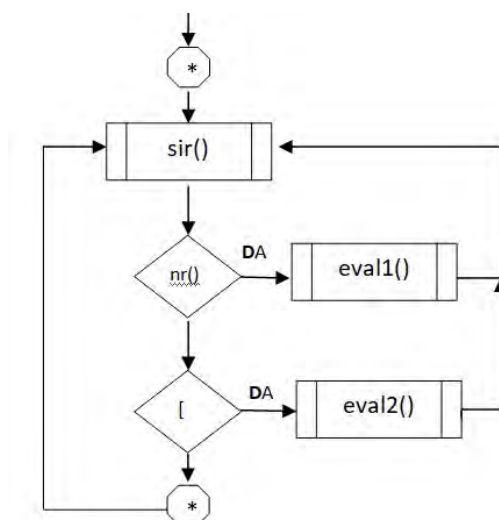 *
sir()
nr()
DA
eval1()
[
DA
eval2()
*